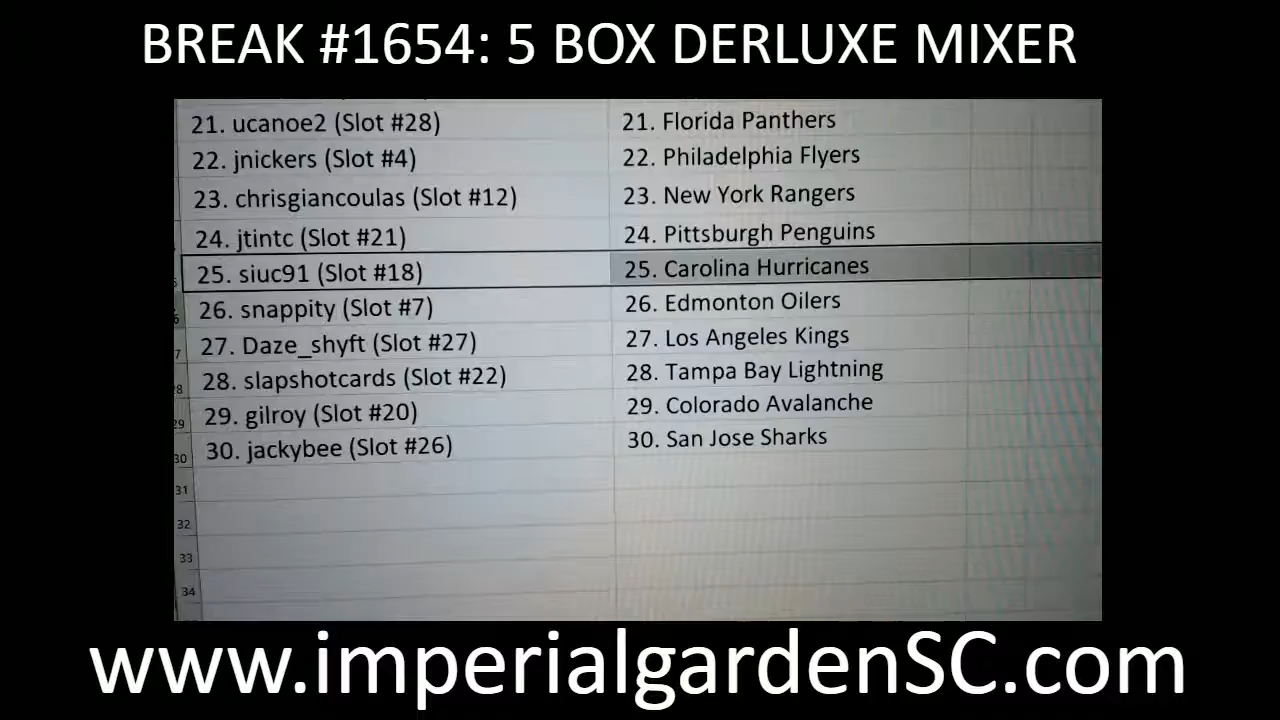 BREAK #1654: 5 BOX DERLUXE MIXER
21. ucanoe2 (Slot #28) 21. Florida Panthers
22. jnickers (Slot #4) 22. Philadelphia Flyers
23. chrisgiancoulas (Slot #12) 23. New York Rangers
24. jtintc (Slot #21) 24. Pittsburgh Penguins
25. siuc91 (Slot #18) 25. Carolina Hurricanes
26. snappity (Slot #7) 26. Edmonton Oilers
27. Daze_shyft (Slot #27) 27. Los Angeles Kings
28. slapshotcards (Slot #22) 28. Tampa Bay Lightning
29. gilroy (Slot #20) 29. Colorado Avalanche
30 30. jackybee (Slot #26) 30. San Jose Sharks
31
32
33
34
www.imperialgardenSC.com